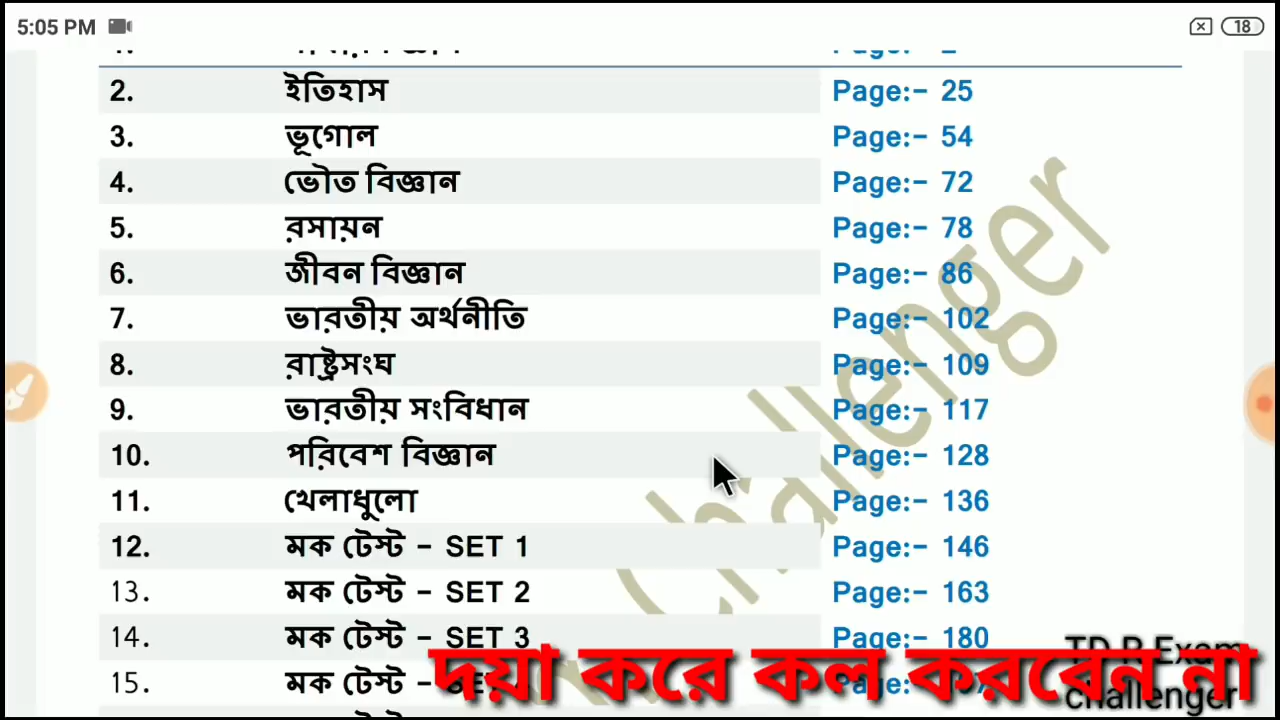 5:05 PM 18
2. ইতিহাস Page:- 25
3. ভূগোল Page:- 54
4. ভৌত বিজ্ঞান Page:- 72
5. রসায়ন Page:- 78
6. জীবন বিজ্ঞান Page:- 86
7. ভারতীয় অর্থনীতি Page:- 102
8. রাষ্ট্রসংঘ Page:- 109
9. ভারতীয় সংবিধান Page:- 117
10. পরিবেশ বিজ্ঞান Page:- 128
11. খেলাধুলো Page:- 136
12. মক টেস্ট - SET 1 Page:- 146
13. মক টেস্ট - SET 2 Page:- 163
14. মক টেস্ট - SET 3 Page:- 180
15. মক টেস্ট -
দয়া করে কল করবেন না
Exam
challenger
Challenger